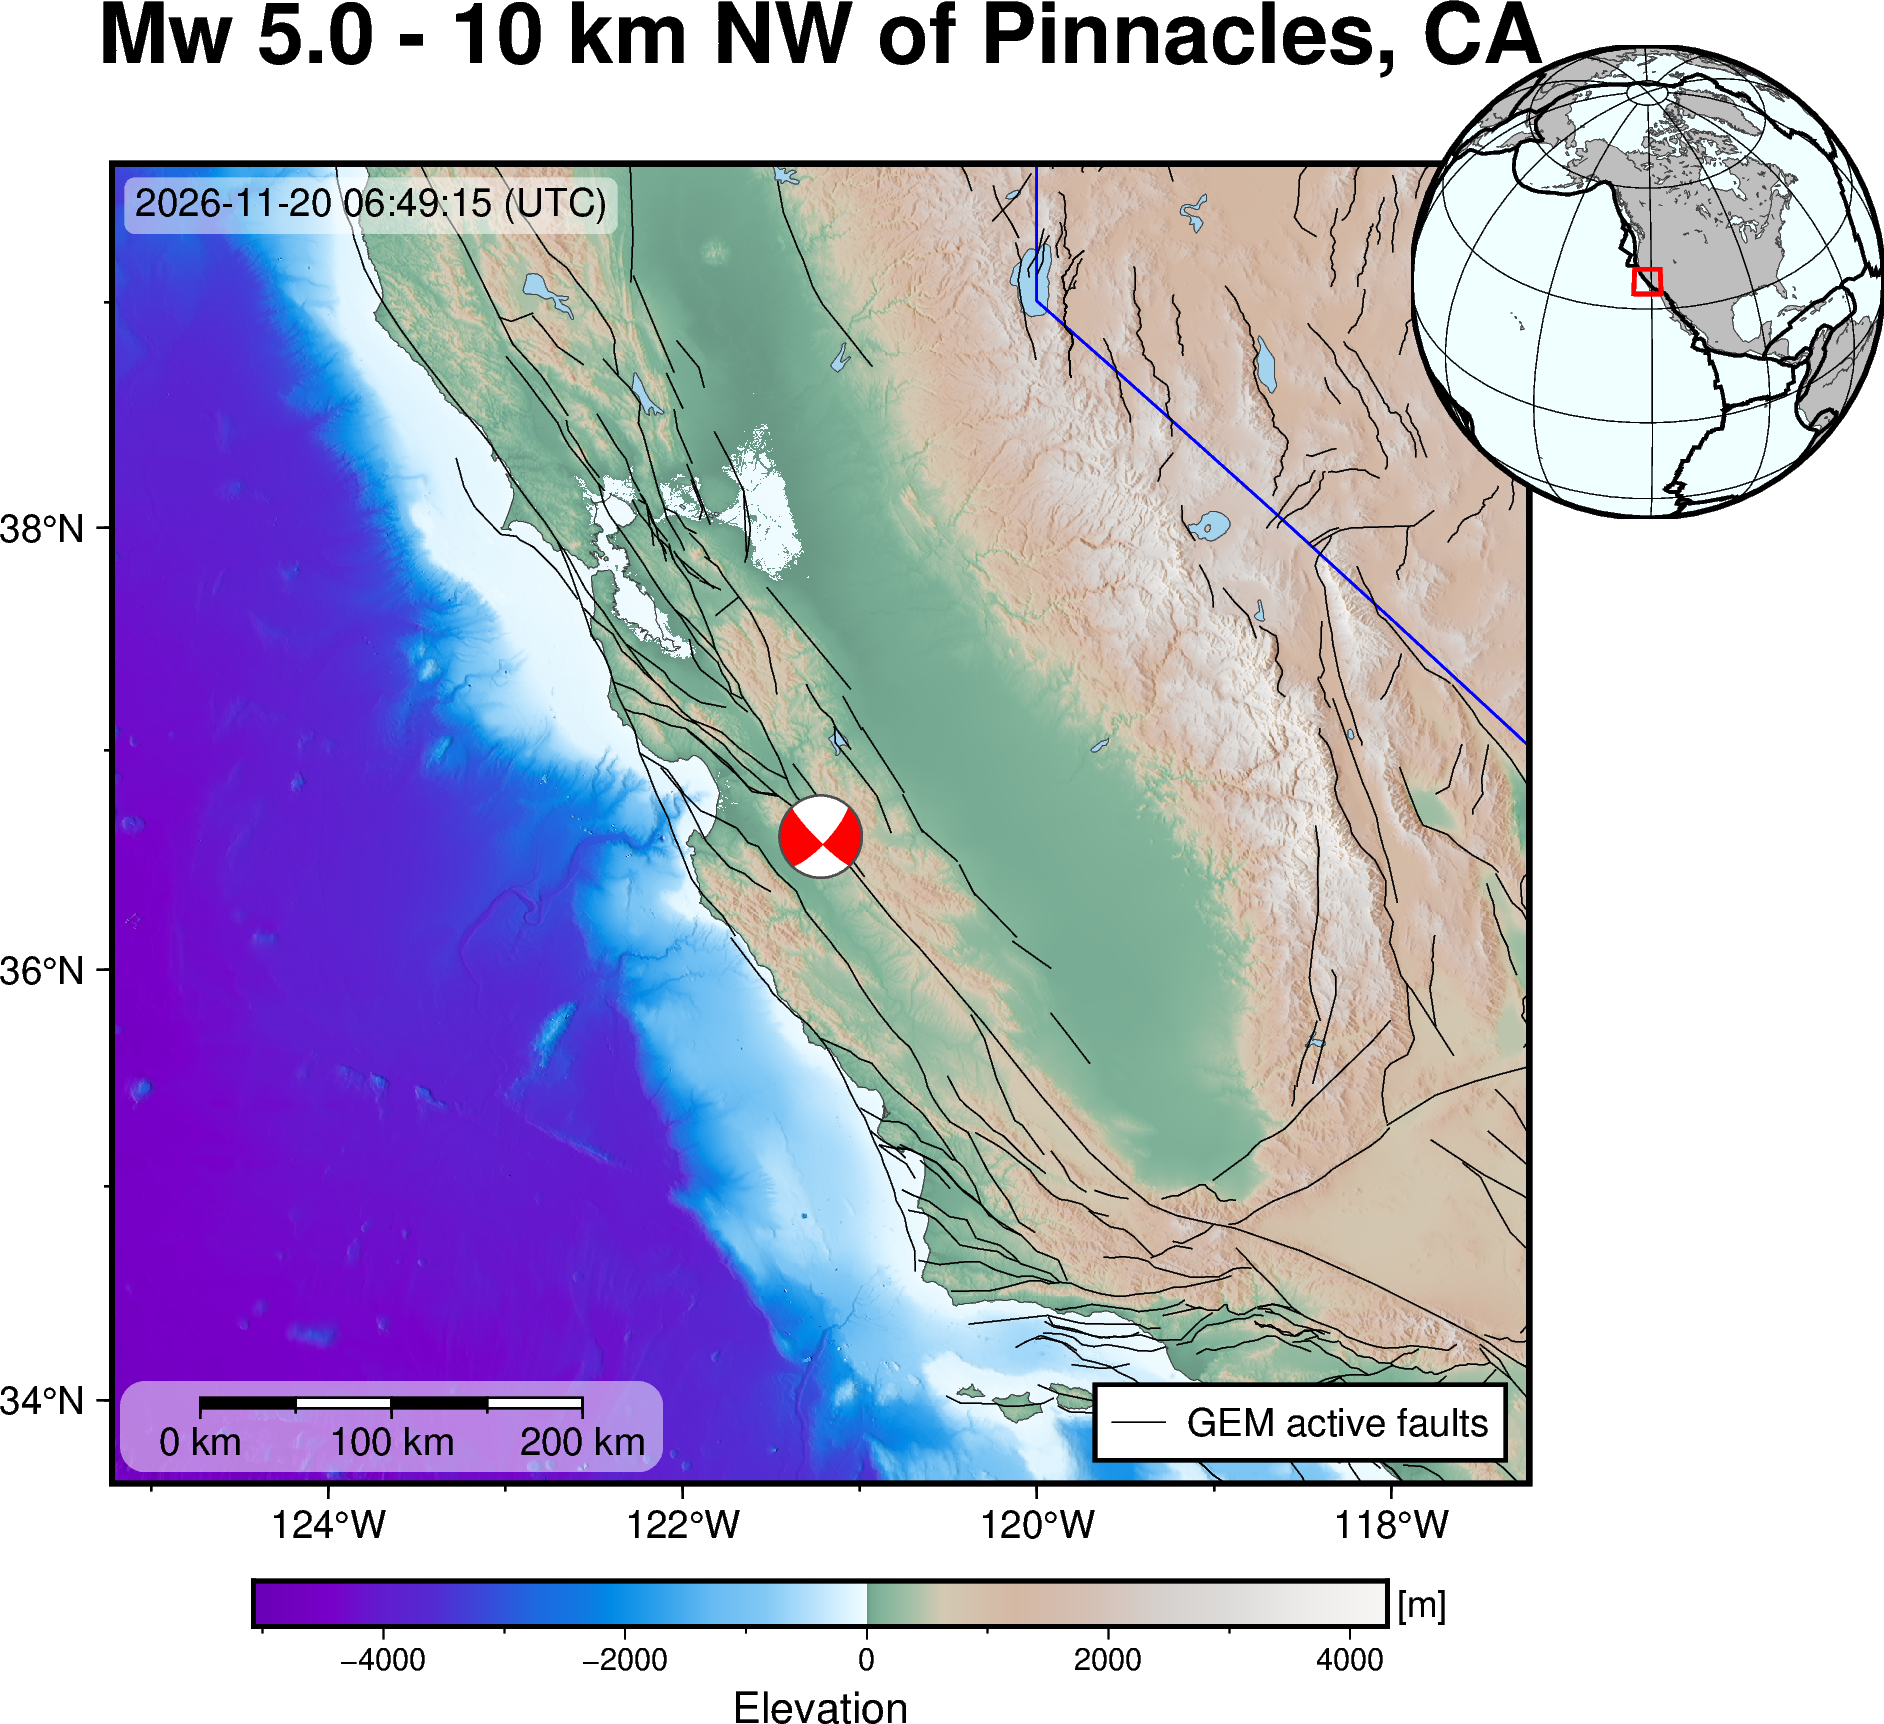 Mw 5.0 - 10 km NW of Pinnacles, CA
2026-11-20 06:49:15 (UTC)
38°N
36°N
34°N
0 km 100 km 200 km
GEM active faults
124°W 122°W 120°W 118°W
[m]
−4000 −2000 0 2000 4000
Elevation